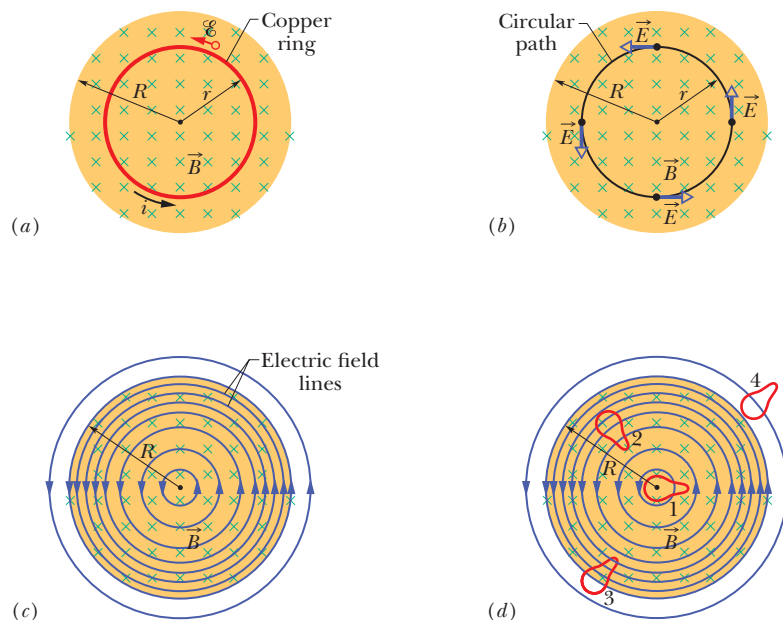 ℰ
Copper
ring
R
r
B
i
(a)
Circular
path
E
R
r
E
E
B
E
(b)
Electric field
lines
R
B
(c)
4
2
R
1
B
3
(d)